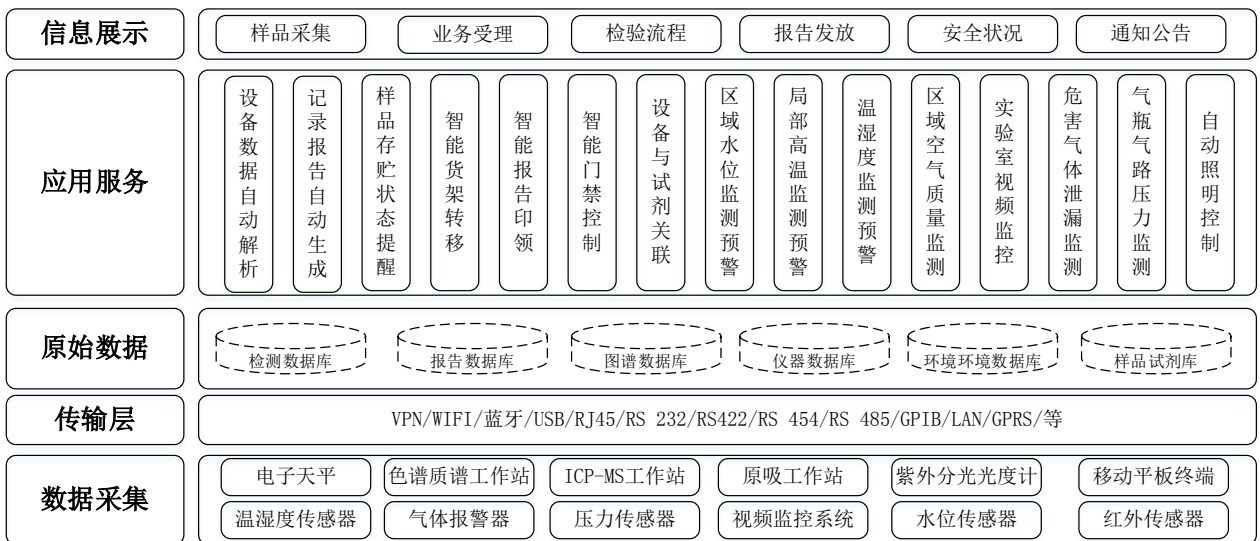 信息展示
样品采集
业务受理
检验流程
报告发放
安全状况
通知公告
应用服务
设备数据自动解析
记录报告自动生成
样品存贮状态提醒
智能货架转移
智能报告印领
智能门禁控制
设备与试剂关联
区域水位监测预警
局部高温监测预警
温湿度监测预警
区域空气质量监测
实验室视频监控
危害气体泄漏监测
气瓶气路压力监测
自动照明控制
原始数据
检测数据库
报告数据库
图谱数据库
仪器数据库
环境环境数据库
样品试剂库
传输层
VPN/WIFI/蓝牙/USB/RJ45/RS 232/RS422/RS 454/RS 485/GPIB/LAN/GPRS/等
数据采集
电子天平
色谱质谱工作站
ICP-MS工作站
原吸工作站
紫外分光光度计
移动平板终端
温湿度传感器
气体报警器
压力传感器
视频监控系统
水位传感器
红外传感器